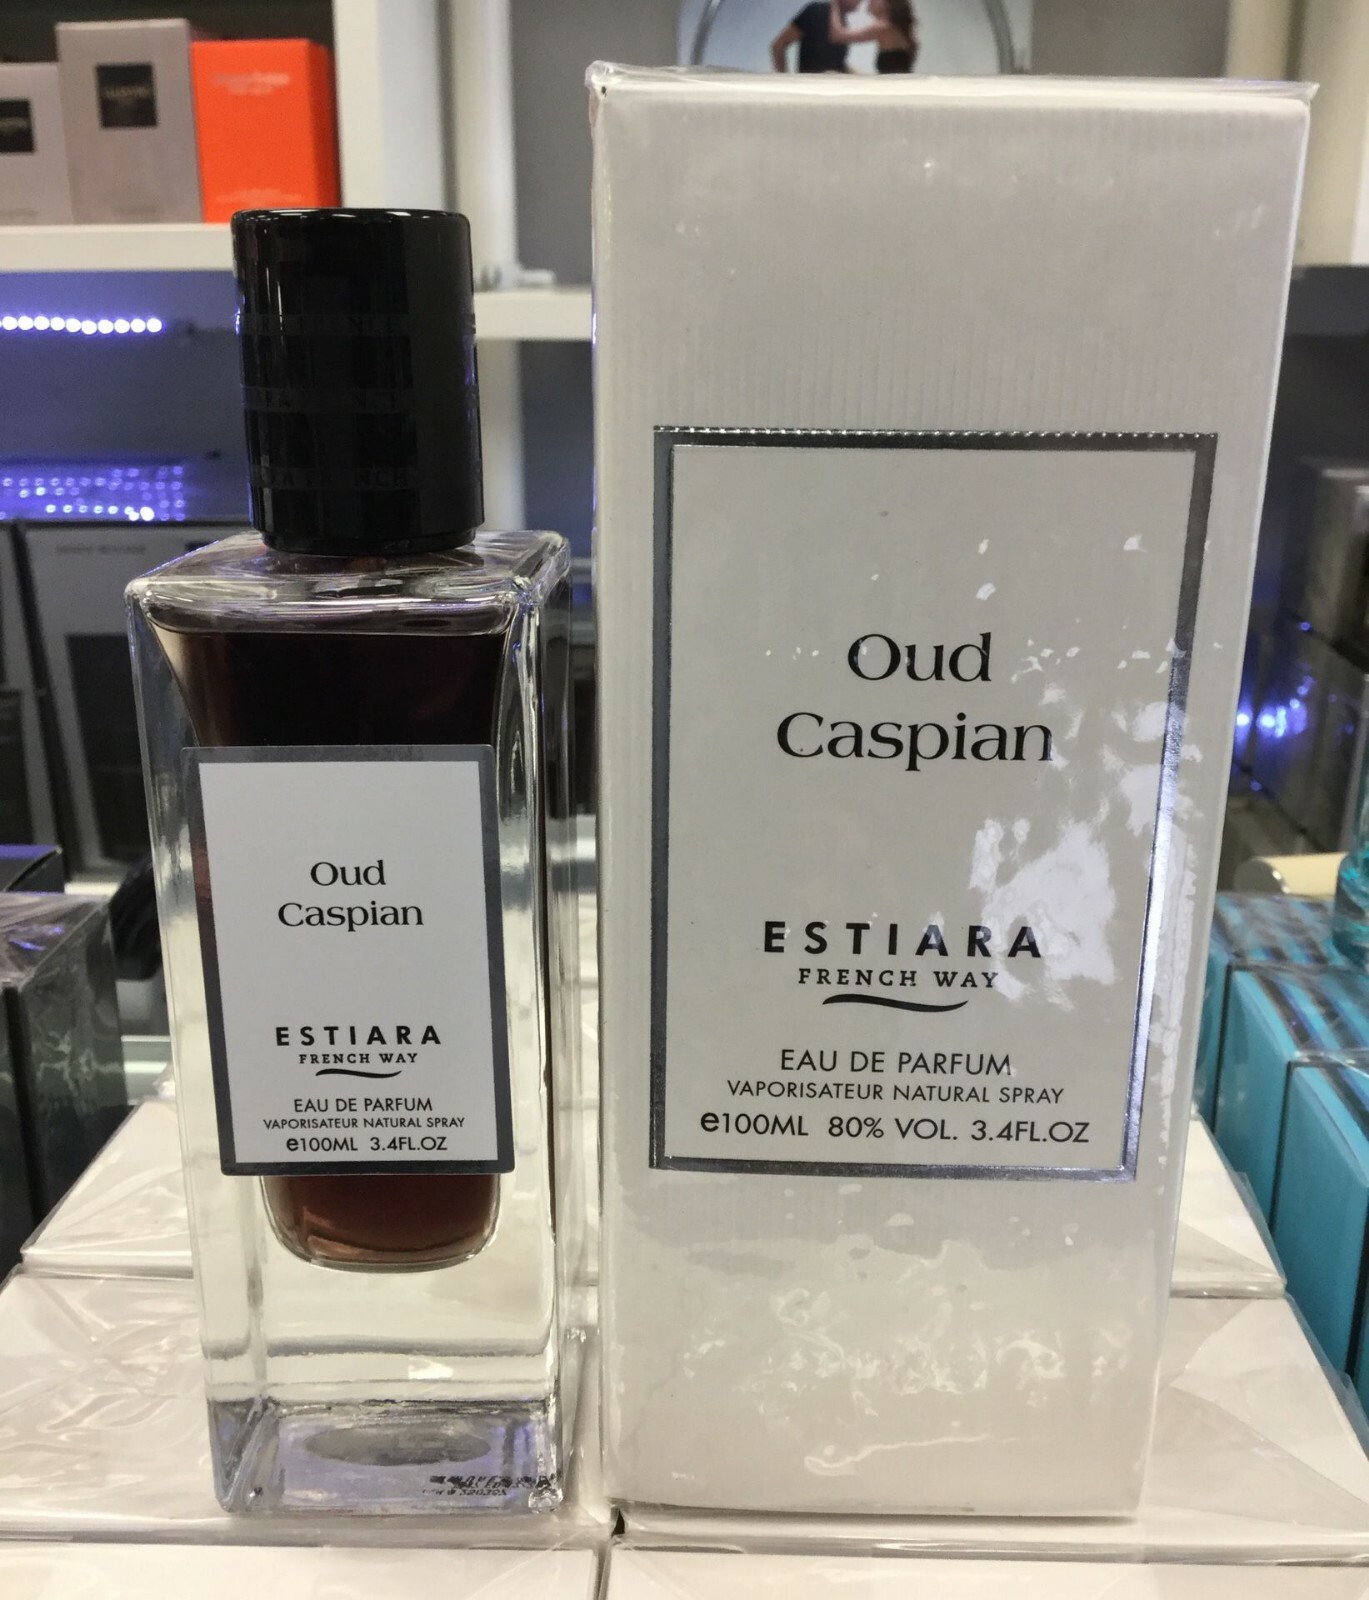 Oud
Caspian
ESTIARA
FRENCH WAY
EAU DE PARFUM
VAPORISATEUR NATURAL SPRAY
e100ML 3.4FL.OZ
Oud
Caspian
ESTIARA
FRENCH WAY
EAU DE PARFUM
VAPORISATEUR NATURAL SPRAY
e100ML 80% VOL. 3.4FL.OZ